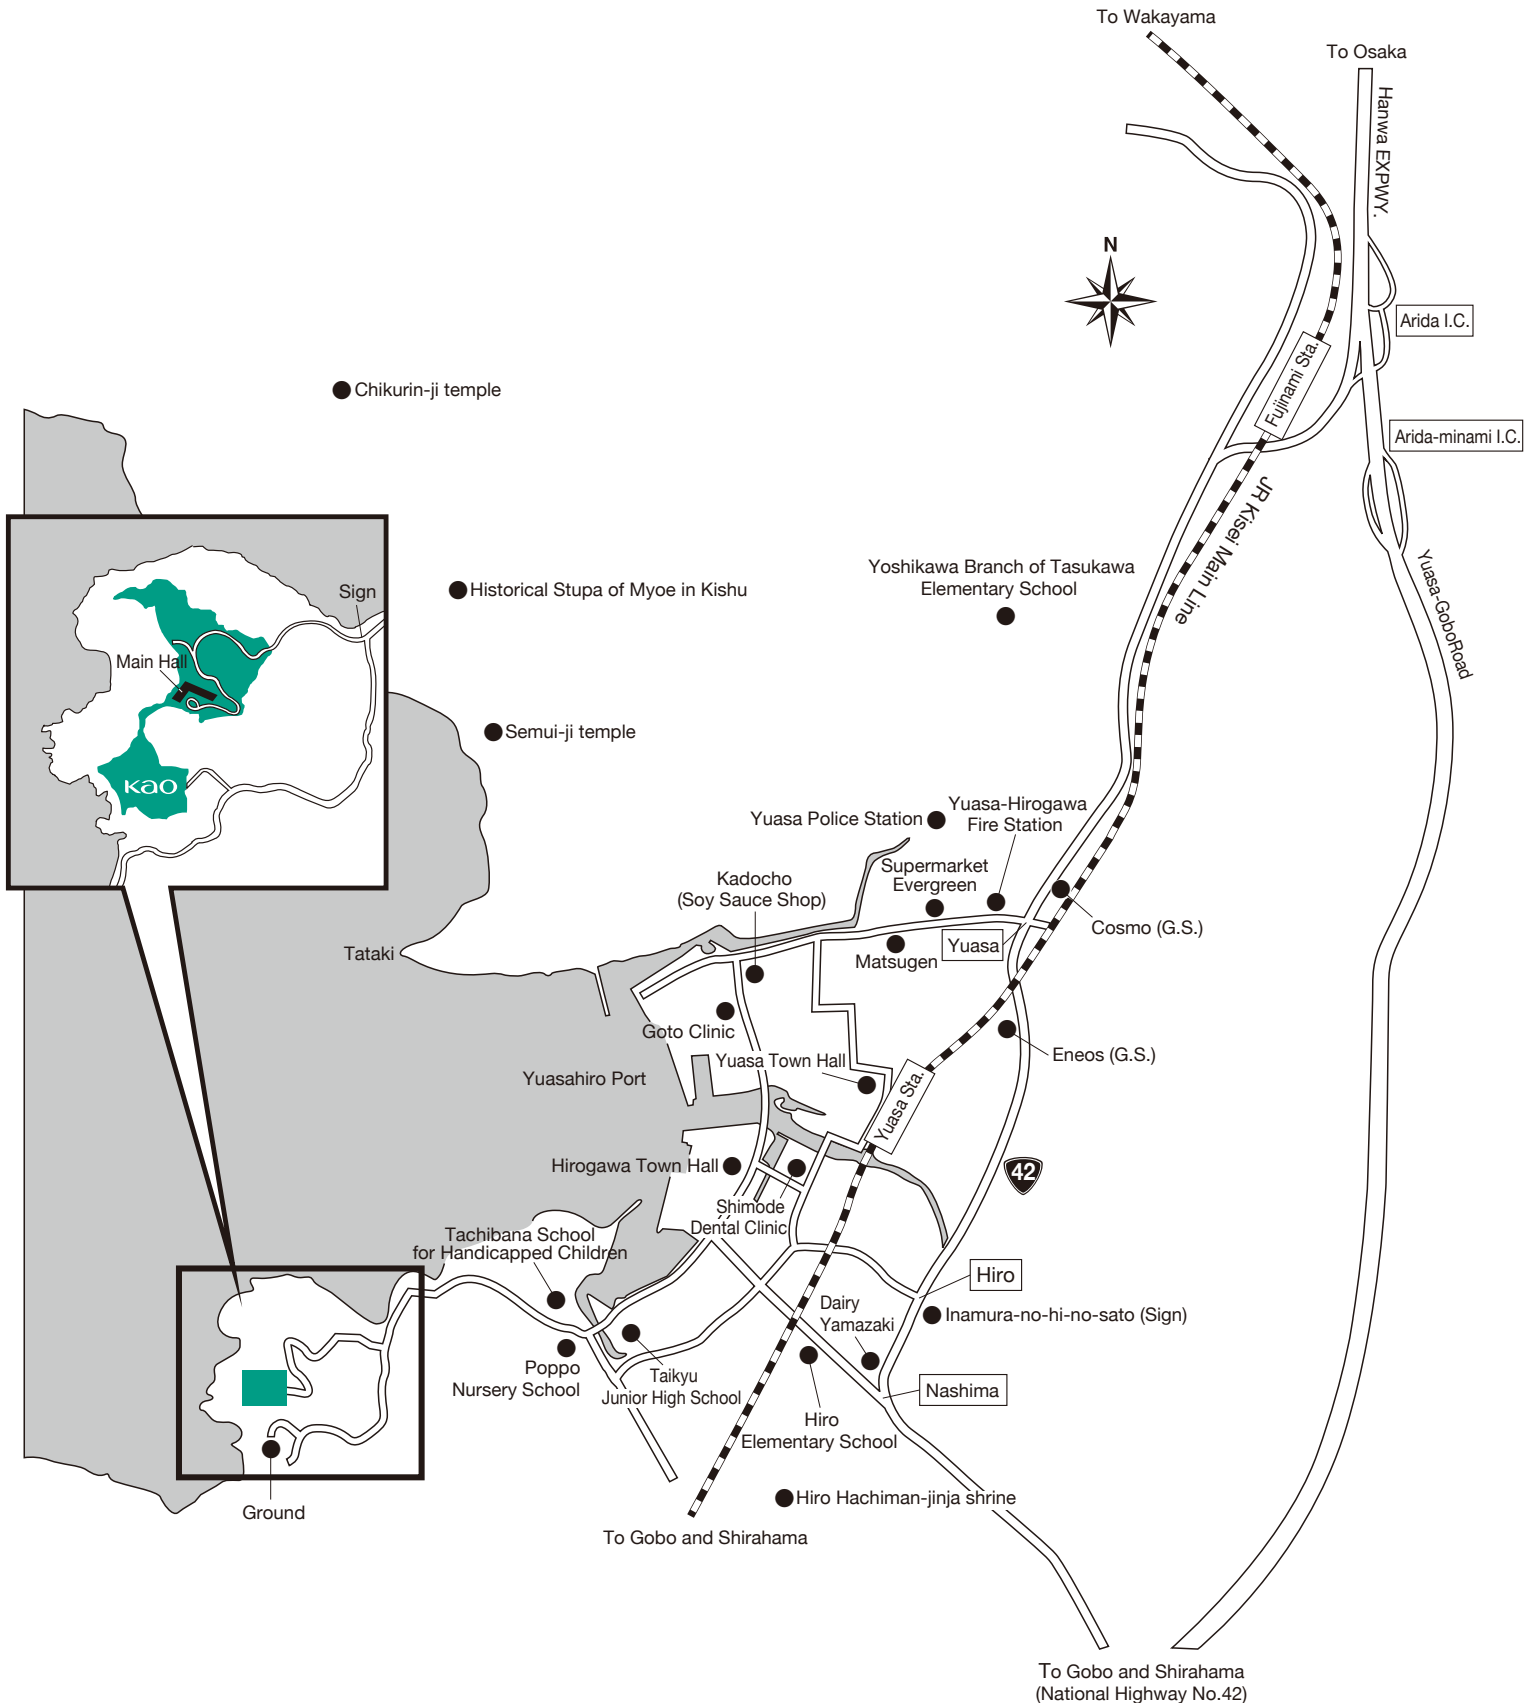 To Wakayama
To Osaka
Hanwa EXPWY.
N
Arida I.C.
Fujinami Sta.
Chikurin-ji temple
Arida-minami I.C.
JR Kisei Main Line
Yoshikawa Branch of Tasukawa
Elementary School
Sign
Historical Stupa of Myoe in Kishu
Yuasa-GoboRoad
Main Hall
Semui-ji temple
Kao
Yuasa-Hirogawa
Fire Station
Yuasa Police Station
Supermarket
Evergreen
Kadocho
(Soy Sauce Shop)
Cosmo (G.S.)
Yuasa
Tataki
Matsugen
Goto Clinic
Eneos (G.S.)
Yuasa Town Hall
Yuasahiro Port
Yuasa Sta.
Hirogawa Town Hall
42
Shimode
Dental Clinic
Tachibana School
for Handicapped Children
Hiro
Dairy
Yamazaki
Inamura-no-hi-no-sato (Sign)
Poppo
Nursery School
Taikyu
Junior High School
Nashima
Hiro
Elementary School
Hiro Hachiman-jinja shrine
Ground
To Gobo and Shirahama
To Gobo and Shirahama
(National Highway No.42)